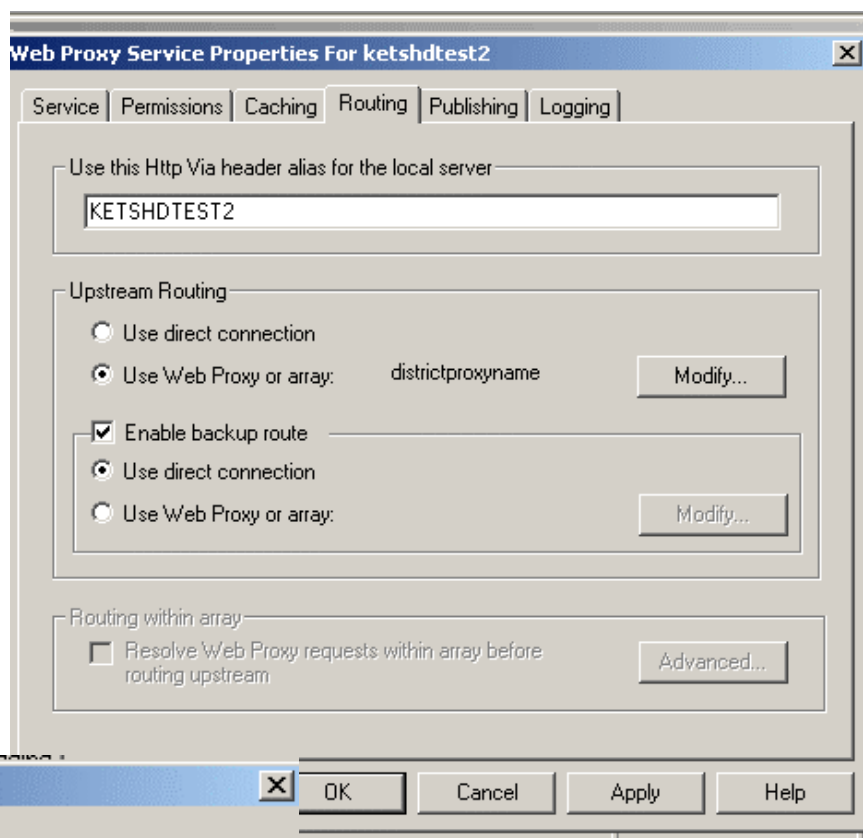 Web Proxy Service Properties For ketshdtest2
Service Permissions Caching Routing Publishing Logging
Use this Http Via header alias for the local server
KETSHDTEST2
Upstream Routing
Use direct connection
Use Web Proxy or array: districtproxyname Modify...
Enable backup route
Use direct connection
Use Web Proxy or array: Modify...
Routing within array
Resolve Web Proxy requests within array before
routing upstream
Advanced...
OK Cancel Apply Help